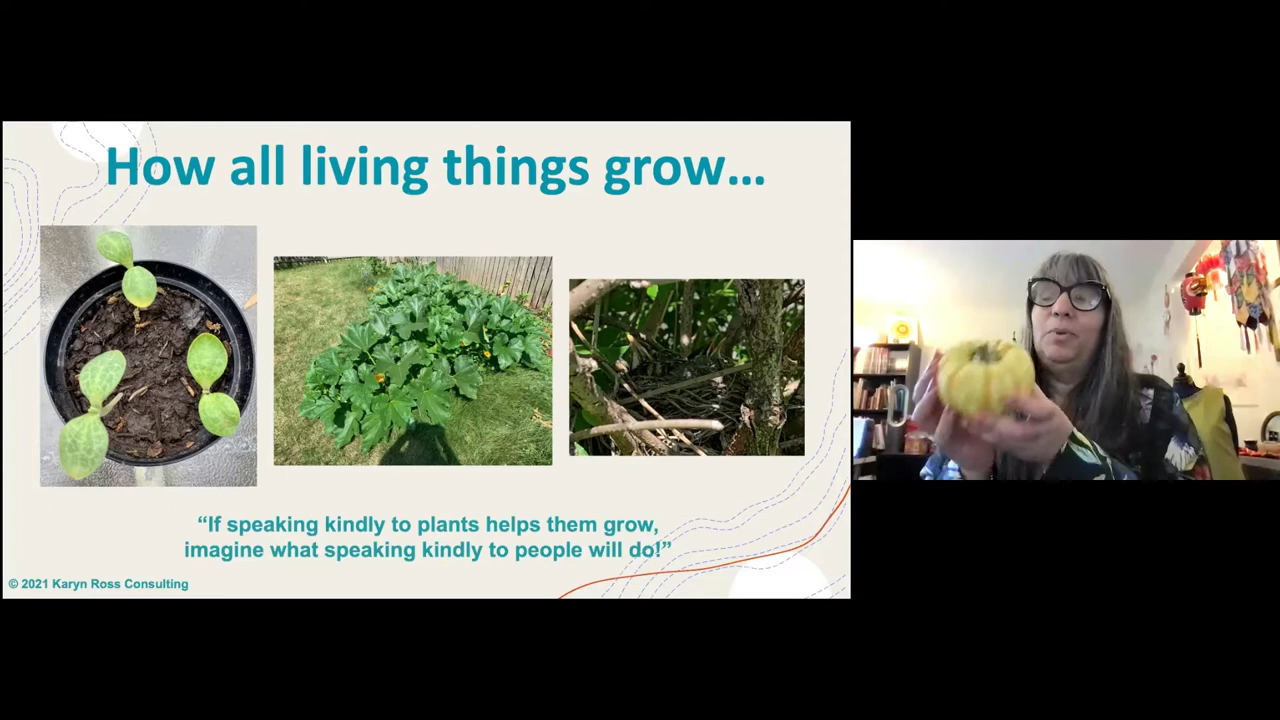 How all living things grow…
“If speaking kindly to plants helps them grow,
imagine what speaking kindly to people will do!”
© 2021 Karyn Ross Consulting